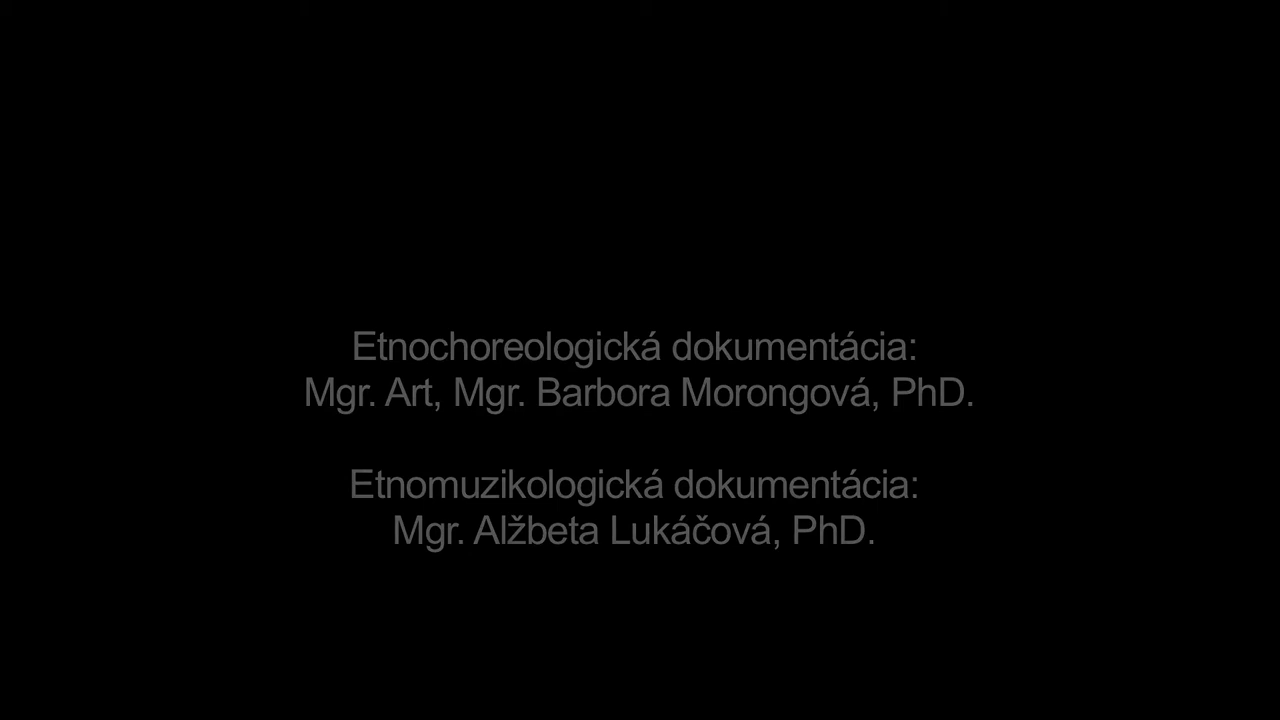 Etnochoreologická dokumentácia:
Mgr. Art, Mgr. Barbora Morongová, PhD.
Etnomuzikologická dokumentácia:
Mgr. Alžbeta Lukáčová, PhD.